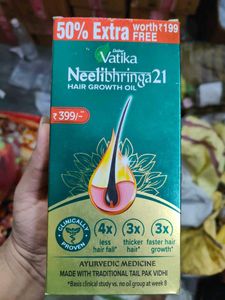 50% Extra worth ₹199 FREE
Dabur
Vatika
Neelibhringa21
HAIR GROWTH OIL
₹399/-
CLINICALLY PROVEN
4x less hair fall*
3x thicker hair*
3x faster hair growth*
AYURVEDIC MEDICINE
MADE WITH TRADITIONAL TAIL PAK VIDHI
*Basis clinical study vs. no oil group at week 8